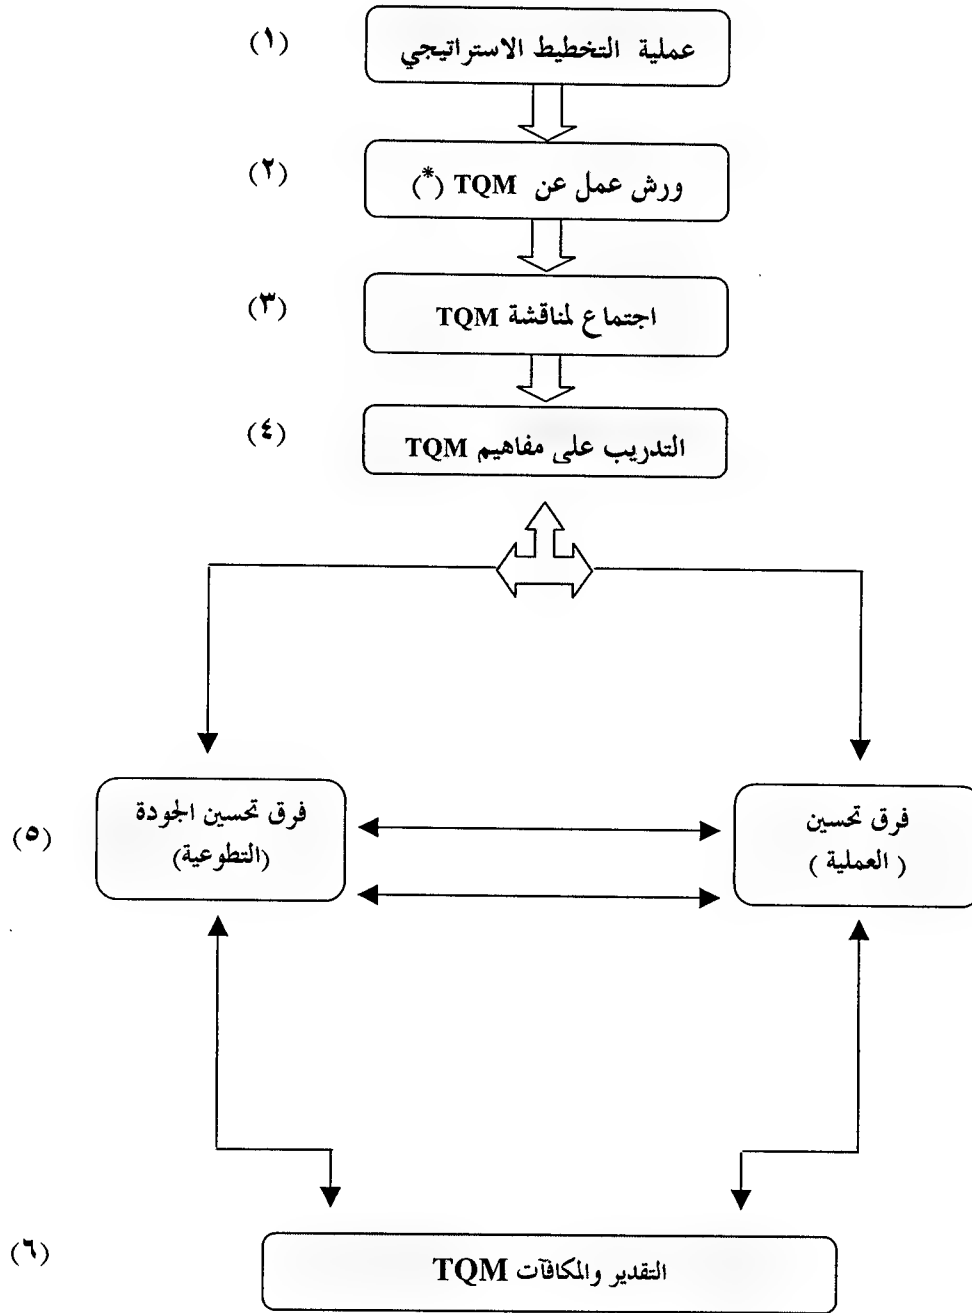 (١) عملية التخطيط الاستراتيجي
(٢) ورش عمل عن TQM (*)
(٣) اجتماع لمناقشة TQM
(٤) التدريب على مفاهيم TQM
فرق تحسين
(العملية )
(٥) فرق تحسين الجودة
(التطوعية)
(٦) التقدير والمكافآت TQM